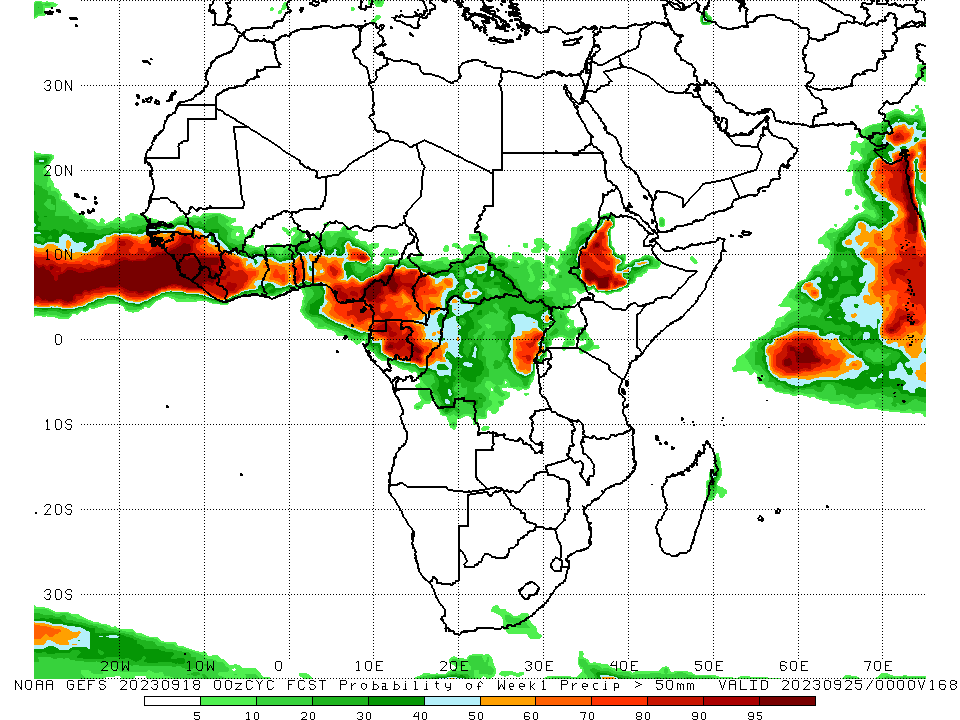 30N
20N
10N
0
10S
20S
30S
20W 10W 0 10E 20E 30E 40E 50E 60E 70E
NOAA GEFS 20230918 00zCYC FCST Probability of Week1 Precip > 50mm VALID 20230925/0000V168
5 10 20 30 40 50 60 70 80 90 95